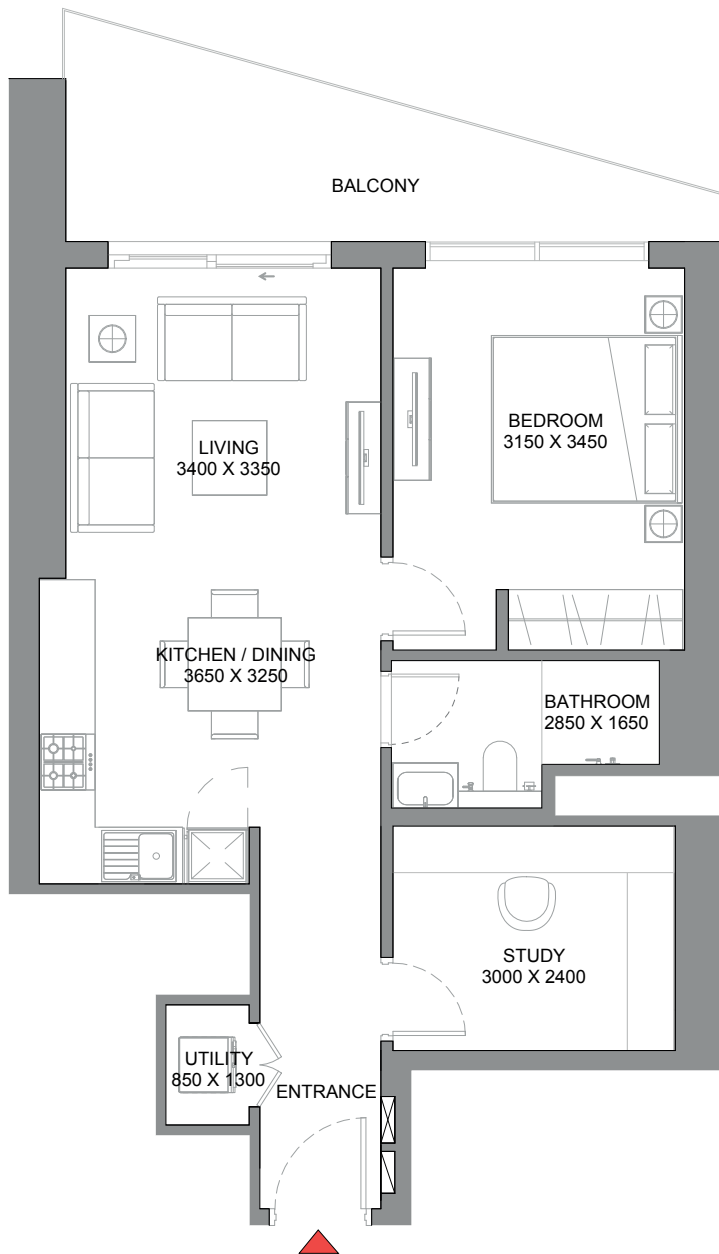 BALCONY
LIVING
3400 X 3350
BEDROOM
3150 X 3450
KITCHEN / DINING
3650 X 3250
BATHROOM
2850 X 1650
STUDY
3000 X 2400
UTILITY
850 X 1300
ENTRANCE